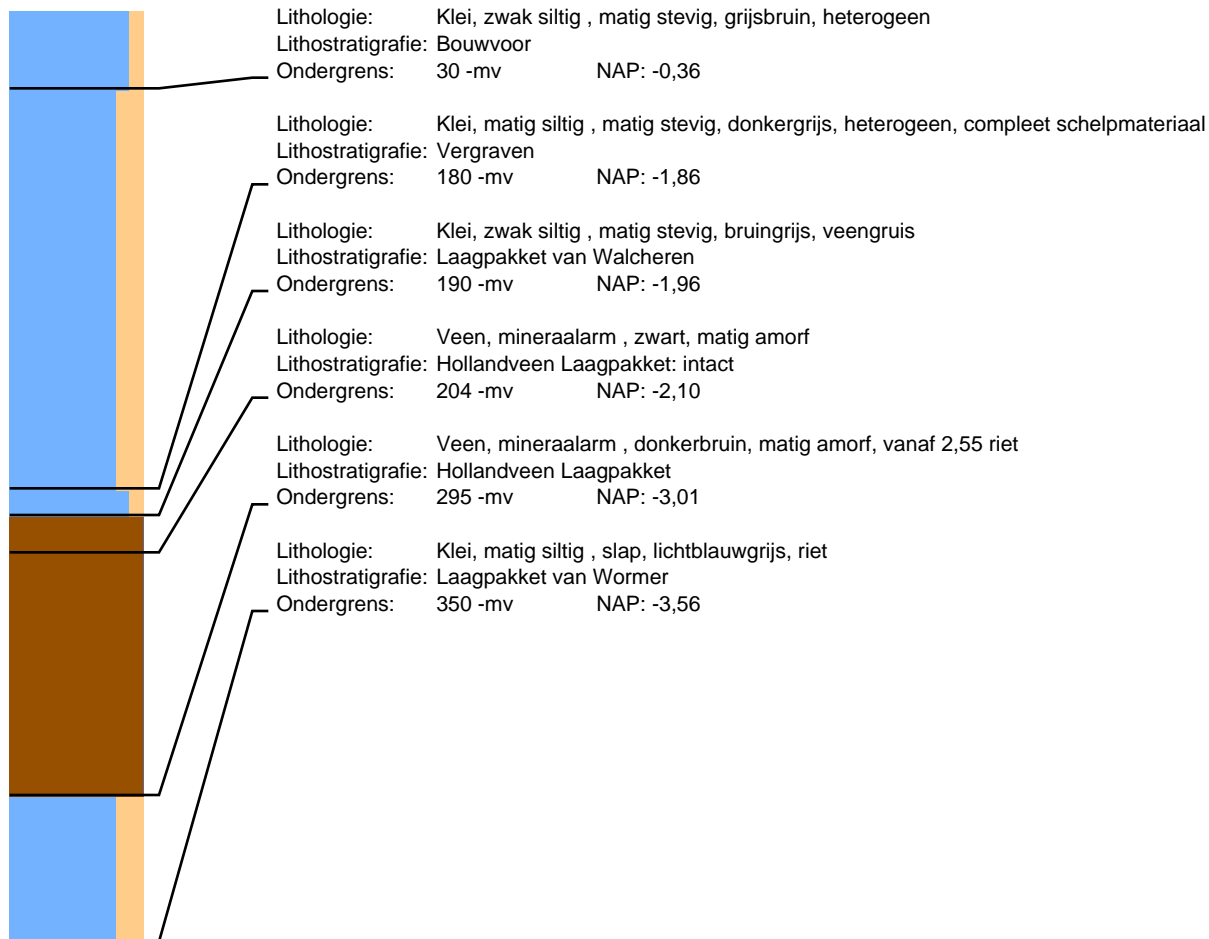 Lithologie: Klei, zwak siltig , matig stevig, grijsbruin, heterogeen
Lithostratigrafie: Bouwvoor
Ondergrens: 30 -mv NAP: -0,36
Lithologie: Klei, matig siltig , matig stevig, donkergrijs, heterogeen, compleet schelpmateriaal
Lithostratigrafie: Vergraven
Ondergrens: 180 -mv NAP: -1,86
Lithologie: Klei, zwak siltig , matig stevig, bruingrijs, veengruis
Lithostratigrafie: Laagpakket van Walcheren
Ondergrens: 190 -mv NAP: -1,96
Lithologie: Veen, mineraalarm , zwart, matig amorf
Lithostratigrafie: Hollandveen Laagpakket: intact
Ondergrens: 204 -mv NAP: -2,10
Lithologie: Veen, mineraalarm , donkerbruin, matig amorf, vanaf 2,55 riet
Lithostratigrafie: Hollandveen Laagpakket
Ondergrens: 295 -mv NAP: -3,01
Lithologie: Klei, matig siltig , slap, lichtblauwgrijs, riet
Lithostratigrafie: Laagpakket van Wormer
Ondergrens: 350 -mv NAP: -3,56